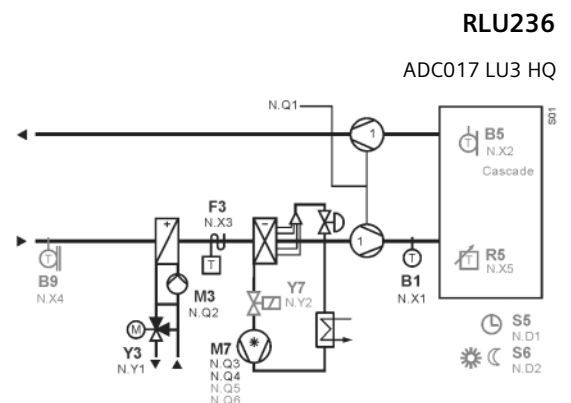 RLU236
ADC017 LU3 HQ
N.Q1
1
S01
B5
N.X2
T
Cascade
F3
N.X3
+
-
1
T
T
T
R5
N.X5
T
B9
N.X4
M3
N.Q2
Y7
N.Y2
B1
N.X1
M
Y3
N.Y1
M7
N.Q3
N.Q4
N.Q5
N.Q6
S5
N.D1
S6
N.D2